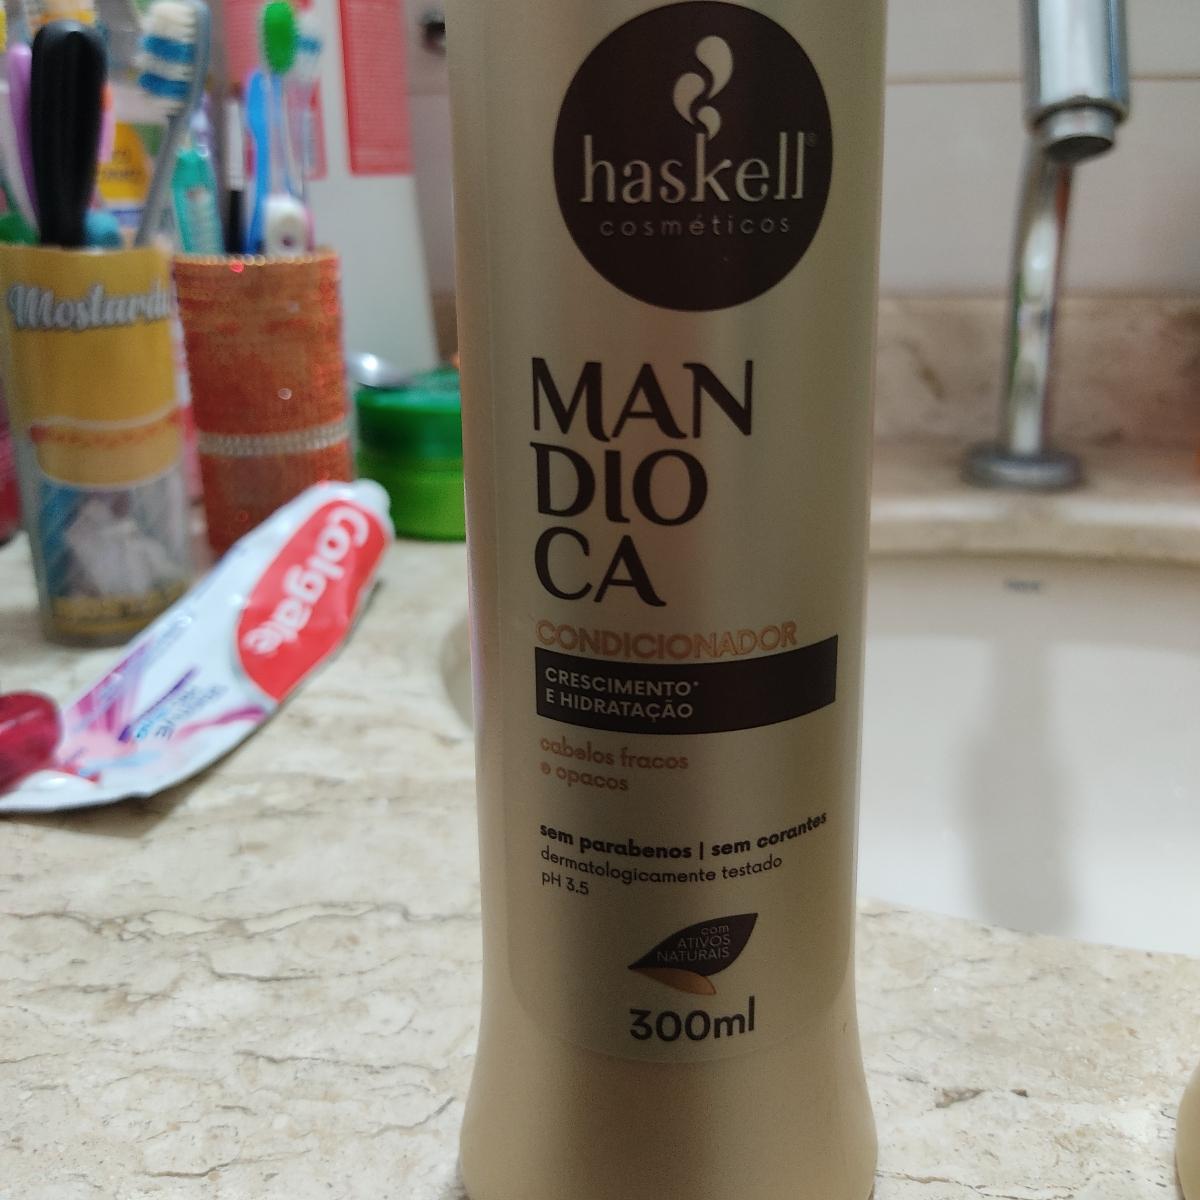 haskell
cosméticos
MAN
DIO
CA
CONDICIONADOR
CRESCIMENTO*
E HIDRATAÇÃO
cabelos fracos
e opacos
sem parabenos | sem corantes
dermatologicamente testado
pH 3.5
com
ATIVOS
NATURAIS
300ml
Mostarda
Colgate